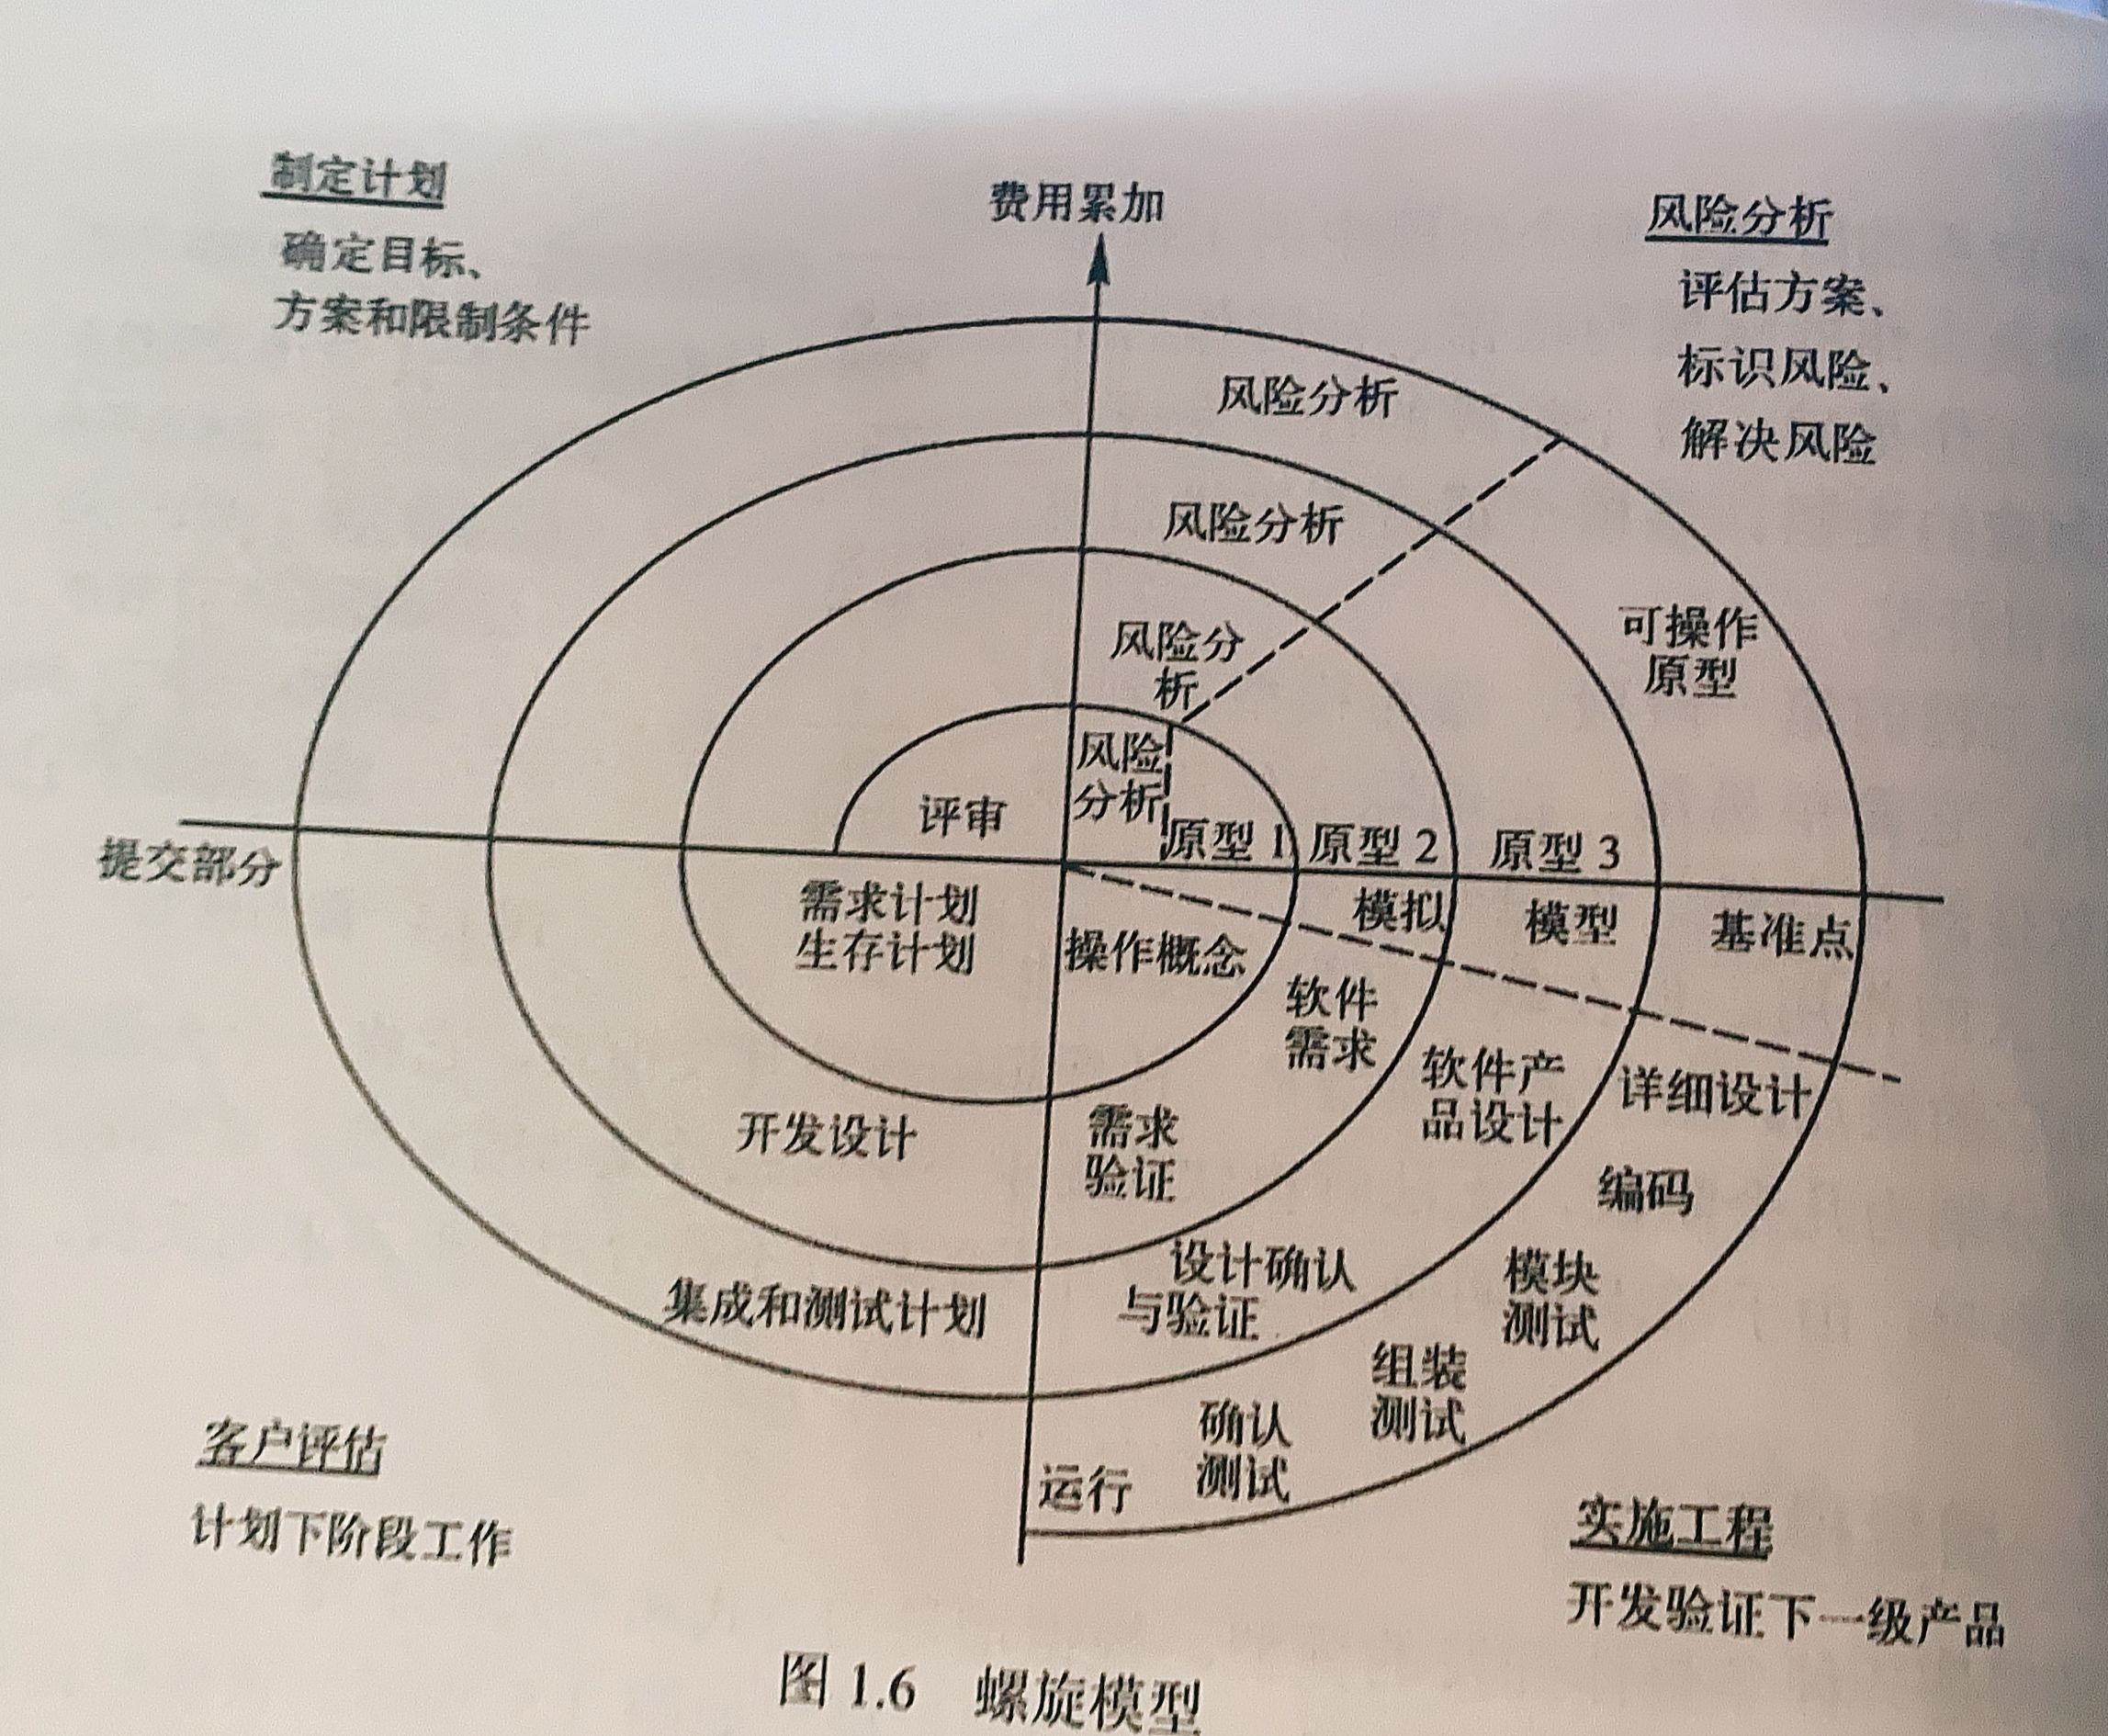 制定计划
确定目标、
方案和限制条件
费用累加
风险分析
评估方案、
标识风险、
解决风险
风险分析
风险分析
风险分
析
风险
分析
可操作
原型
评审
原型 1
原型 2
原型 3
提交部分
需求计划
生存计划
操作概念
模拟
模型
基准点
软件
需求
软件产
品设计
详细设计
开发设计
需求
验证
编码
集成和测试计划
设计确认
与验证
模块
测试
组装
测试
确认
测试
运行
客户评估
计划下阶段工作
实施工程
开发验证下一级产品
图 1.6 螺旋模型